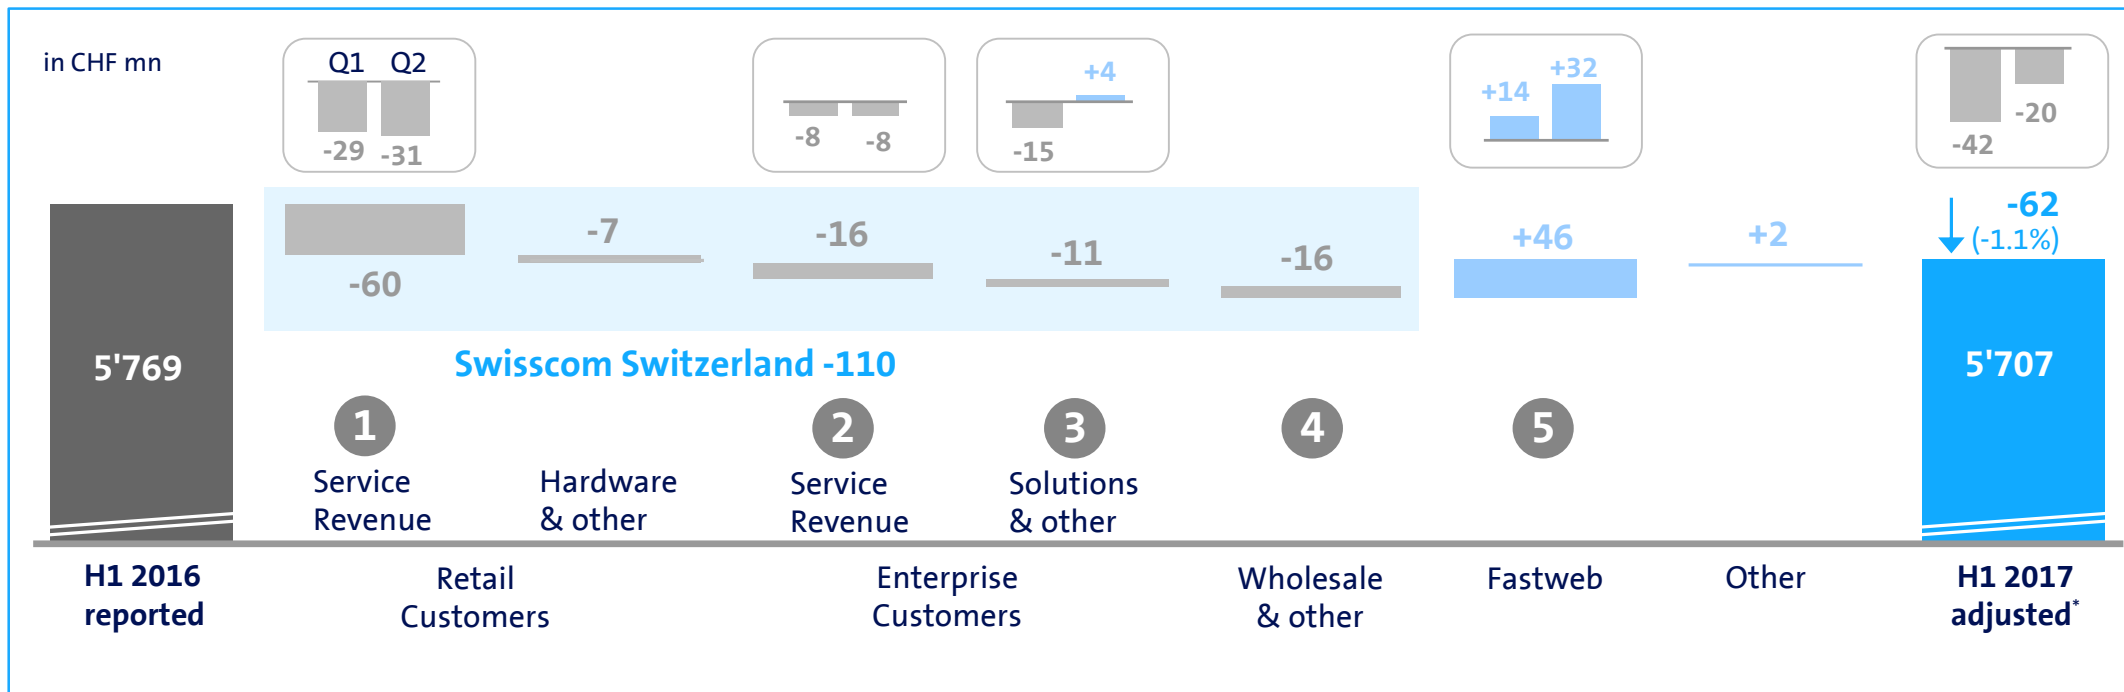 in CHF mn
Q1 Q2
-29 -31
-8 -8
+4
-15
+32
+14
-20
-42
-60
-7
-16
-11
-16
+46
+2
-62
(-1.1%)
5'769
Swisscom Switzerland -110
5'707
1
2
3
4
5
Service
Revenue
Hardware
& other
Service
Revenue
Solutions
& other
H1 2016
reported
Retail
Customers
Enterprise
Customers
Wholesale
& other
Fastweb
Other
H1 2017
adjusted*